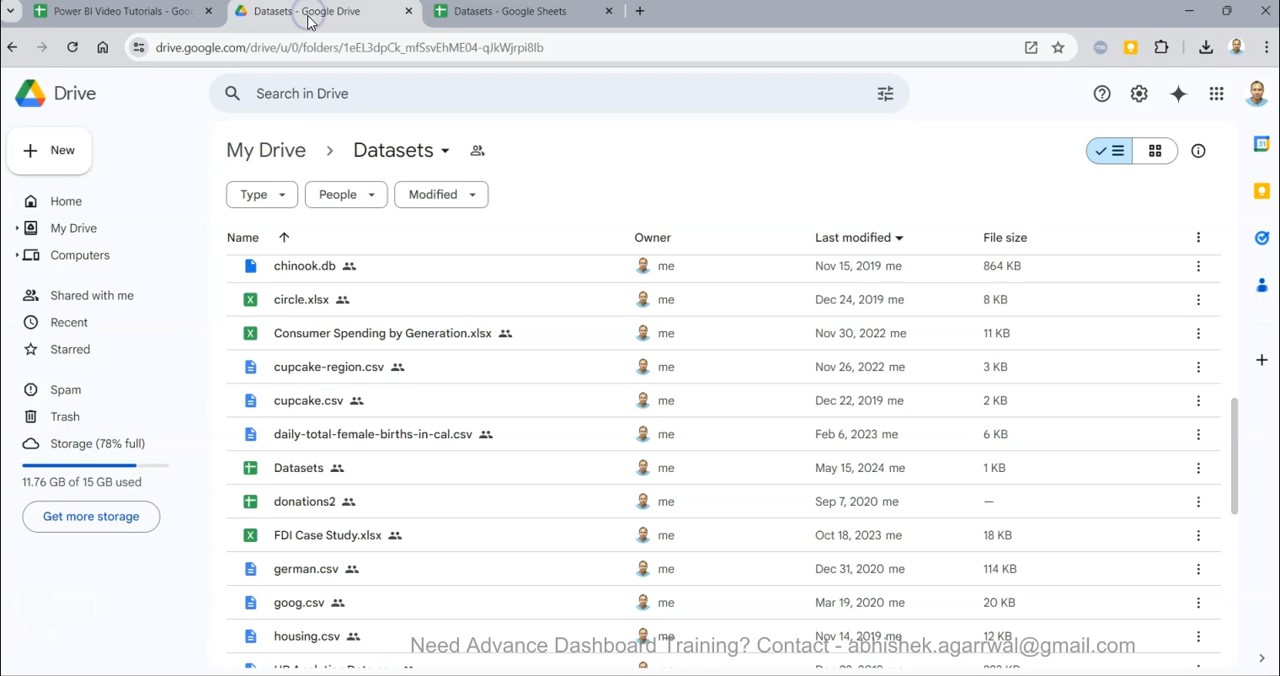 Power BI Video Tutorials - Goo
Datasets - Google Drive
Datasets - Google Sheets
drive.google.com/drive/u/0/folders/1eEL3dpCk_mfSsvEhME04-qJkWjrpi8Ib
Drive
Search in Drive
New
My Drive > Datasets
Type
People
Modified
Home
My Drive
Computers
Shared with me
Recent
Starred
Spam
Trash
Storage (78% full)
11.76 GB of 15 GB used
Get more storage
Name Owner Last modified File size
chinook.db me Nov 15, 2019 me 864 KB
circle.xlsx me Dec 24, 2019 me 8 KB
Consumer Spending by Generation.xlsx me Nov 30, 2022 me 11 KB
cupcake-region.csv me Nov 26, 2022 me 3 KB
cupcake.csv me Dec 22, 2019 me 2 KB
daily-total-female-births-in-cal.csv me Feb 6, 2023 me 6 KB
Datasets me May 15, 2024 me 1 KB
donations2 me Sep 7, 2020 me —
FDI Case Study.xlsx me Oct 18, 2023 me 18 KB
german.csv me Dec 31, 2020 me 114 KB
goog.csv me Mar 19, 2020 me 20 KB
housing.csv me Nov 14, 2019 me 12 KB
Need Advance Dashboard Training? Contact - abhishek.agarrwal@gmail.com